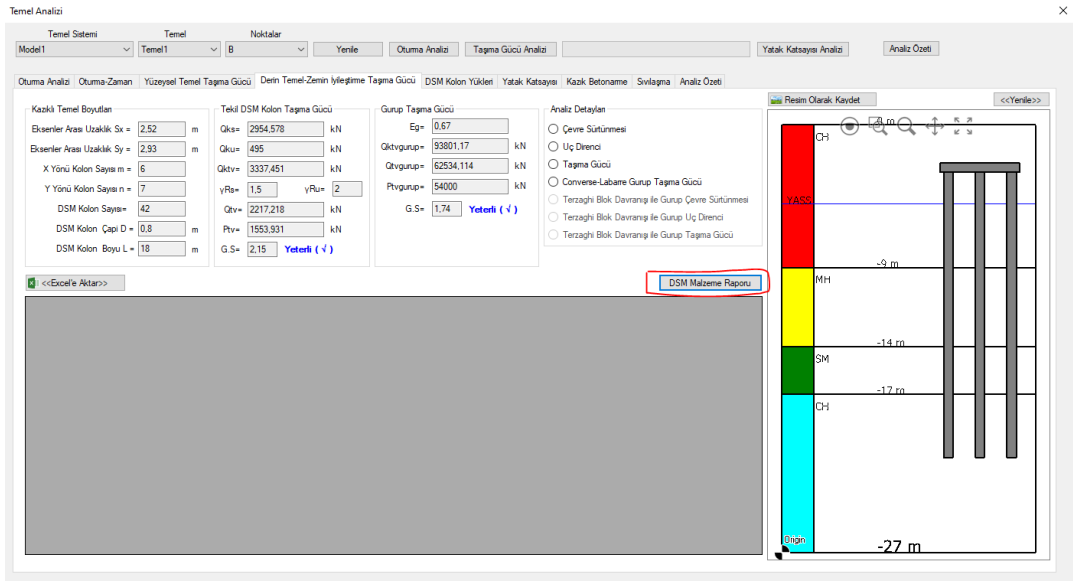 Temel Analizi
Temel Sistemi Temel Noktalar
Model1 Temel1 B Yenile Oturma Analizi Taşıma Gücü Analizi Yatak Katsayısı Analizi Analiz Özeti
Oturma Analizi Oturma-Zaman Yüzeysel Temel Taşıma Gücü Derin Temel-Zemin İyileştirme Taşıma Gücü DSM Kolon Yükleri Yatak Katsayısı Kazık Betonarme Sıvılaşma Analiz Özeti
Kazıklı Temel Boyutları
Eksenler Arası Uzaklık Sx = 2,52 m
Eksenler Arası Uzaklık Sy = 2,93 m
X Yönü Kolon Sayısı m = 6
Y Yönü Kolon Sayısı n = 7
DSM Kolon Sayısı= 42
DSM Kolon Çapi D = 0,8 m
DSM Kolon Boyu L = 18 m
Tekil DSM Kolon Taşıma Gücü
Qks= 2954,578 kN
Qku= 495 kN
Qktv= 3337,451 kN
γRs= 1,5 γRu= 2
Qtv= 2217,218 kN
Ptv= 1553,931 kN
G.S= 2,15 Yeterli ( √ )
Gurup Taşıma Gücü
Eg= 0,67
Qktvgurup= 93801,17 kN
Qtvgurup= 62534,114 kN
Ptvgurup= 54000 kN
G.S= 1,74 Yeterli ( √ )
Analiz Detayları
Çevre Sürtünmesi
Uç Direnci
Taşıma Gücü
Converse-Labarre Gurup Taşıma Gücü
Terzaghi Blok Davranışı ile Gurup Çevre Sürtünmesi
Terzaghi Blok Davranışı ile Gurup Uç Direnci
Terzaghi Blok Davranışı ile Gurup Taşıma Gücü
<<Excel'e Aktar>> DSM Malzeme Raporu
Resim Olarak Kaydet <<Yenile>>
0 m
CH
YASS
-9 m
MH
-14 m
SM
-17 m
CH
Origin
-27 m